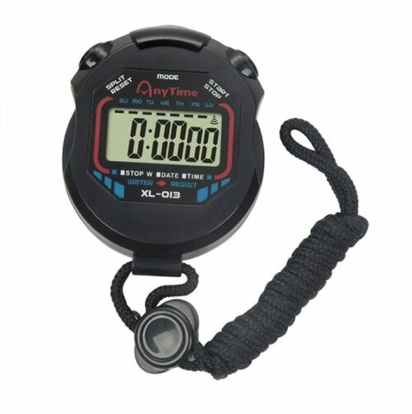 MODE
SPLIT
RESET
START
STOP
AnyTime
SU MO TU WE TH FR SA
0:0000
STOP W DATE TIME
WATER RESIST
XL-013